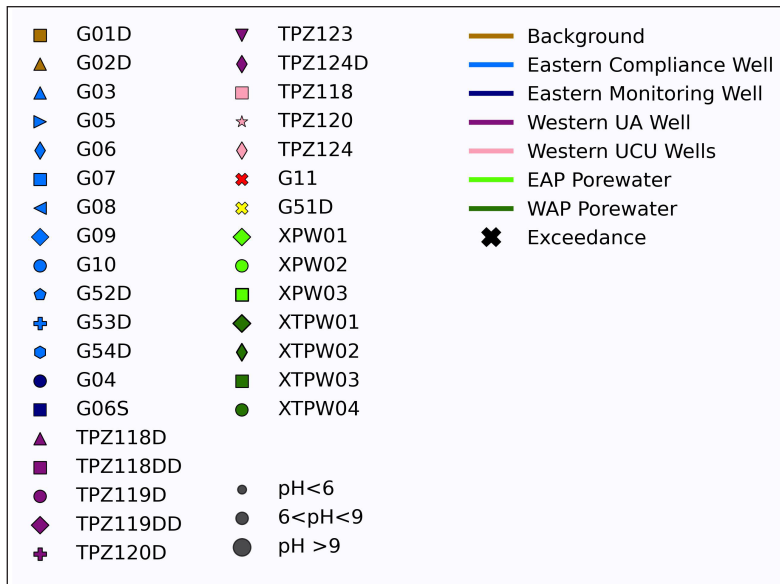 G01D
G02D
G03
G05
G06
G07
G08
G09
G10
G52D
G53D
G54D
G04
G06S
TPZ118D
TPZ118DD
TPZ119D
TPZ119DD
TPZ120D
TPZ123
TPZ124D
TPZ118
TPZ120
TPZ124
G11
G51D
XPW01
XPW02
XPW03
XTPW01
XTPW02
XTPW03
XTPW04
pH<6
6<pH<9
pH >9
Background
Eastern Compliance Well
Eastern Monitoring Well
Western UA Well
Western UCU Wells
EAP Porewater
WAP Porewater
Exceedance